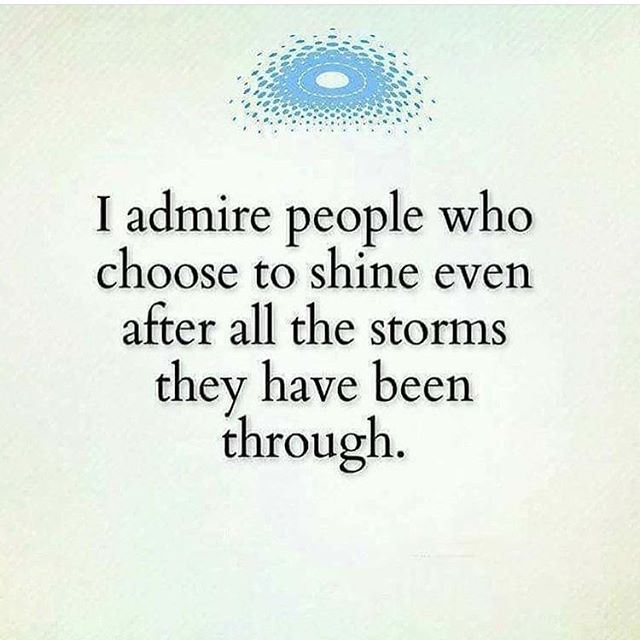 I admire people who
choose to shine even
after all the storms
they have been
through.